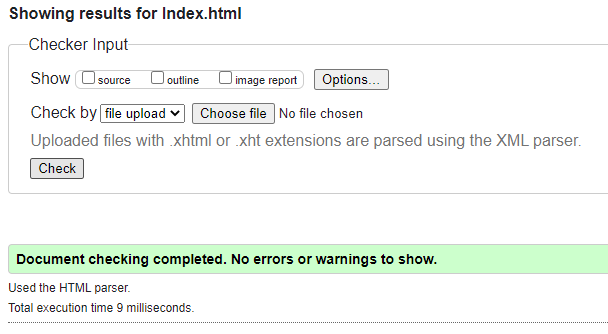 Showing results for Index.html
Checker Input
Show source outline image report Options...
Check by file upload Choose file No file chosen
Uploaded files with .xhtml or .xht extensions are parsed using the XML parser.
Check
Document checking completed. No errors or warnings to show.
Used the HTML parser.
Total execution time 9 milliseconds.